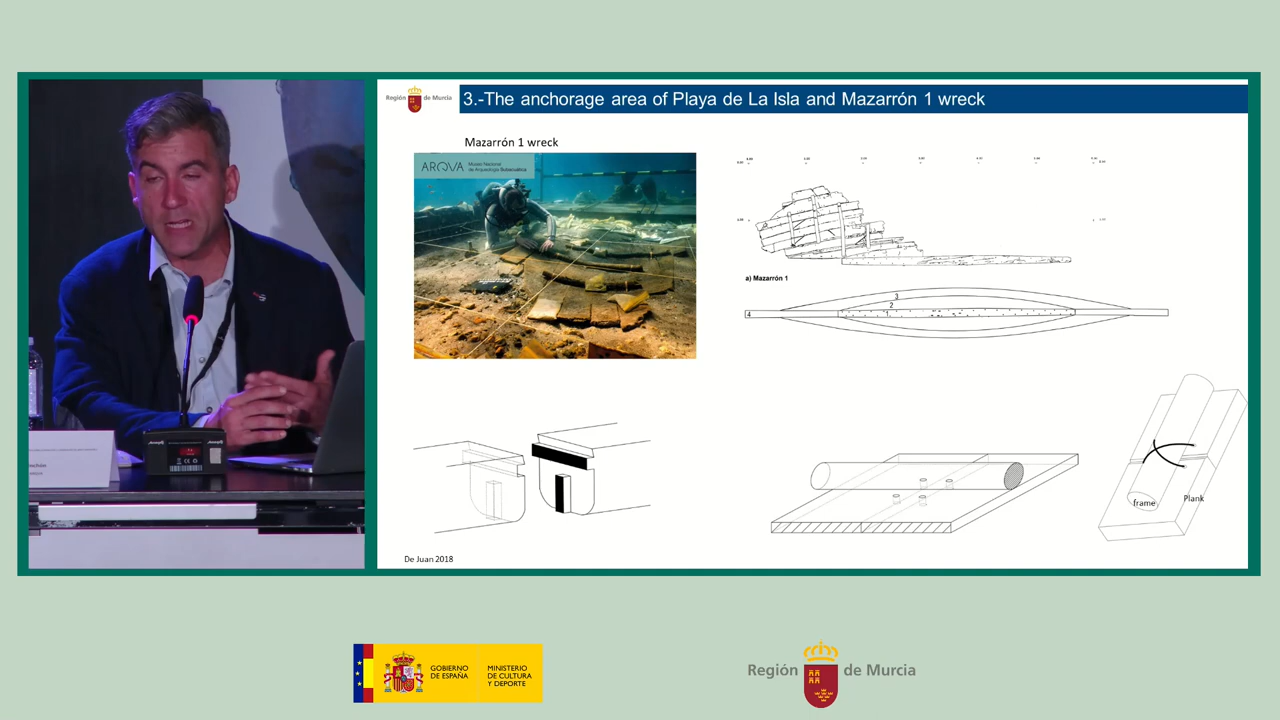 Región de Murcia
3.-The anchorage area of Playa de La Isla and Mazarrón 1 wreck
Mazarrón 1 wreck
ARQVA Museo Nacional
de Arqueología Subacuática
a) Mazarrón 1
3
2
1
4
frame
Plank
De Juan 2018
GOBIERNO
DE ESPAÑA
MINISTERIO
DE CULTURA
Y DEPORTE
Región de Murcia